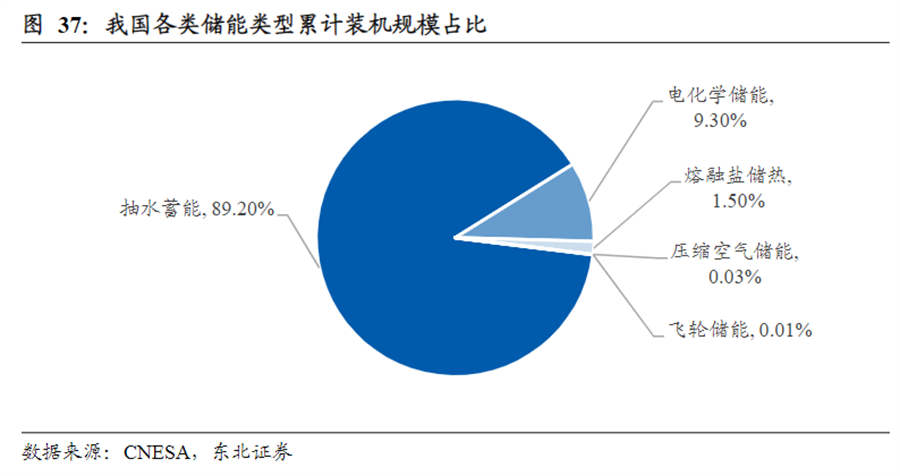 图 37：我国各类储能类型累计装机规模占比
电化学储能,
9.30%
熔融盐储热,
1.50%
抽水蓄能, 89.20%
压缩空气储能,
0.03%
飞轮储能, 0.01%
数据来源：CNESA，东北证券